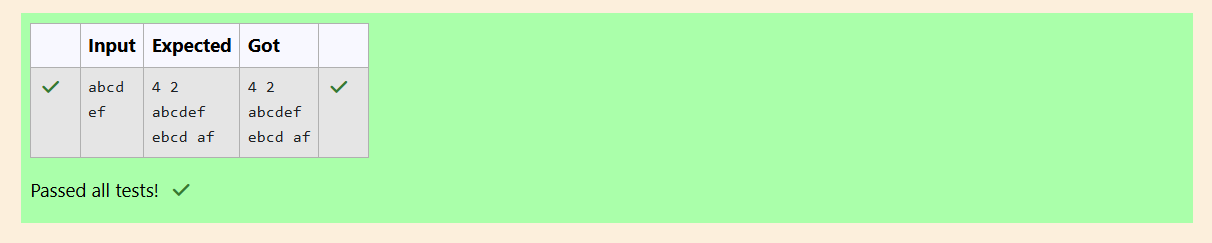 Input Expected Got
abcd 4 2 4 2
ef abcdef abcdef
ebcd af ebcd af
Passed all tests!